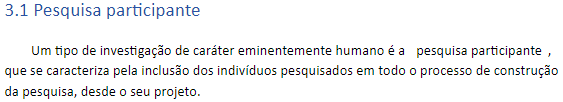 3.1 Pesquisa participante
Um tipo de investigação de caráter eminentemente humano é a pesquisa participante ,
que se caracteriza pela inclusão dos indivíduos pesquisados em todo o processo de construção
da pesquisa, desde o seu projeto.